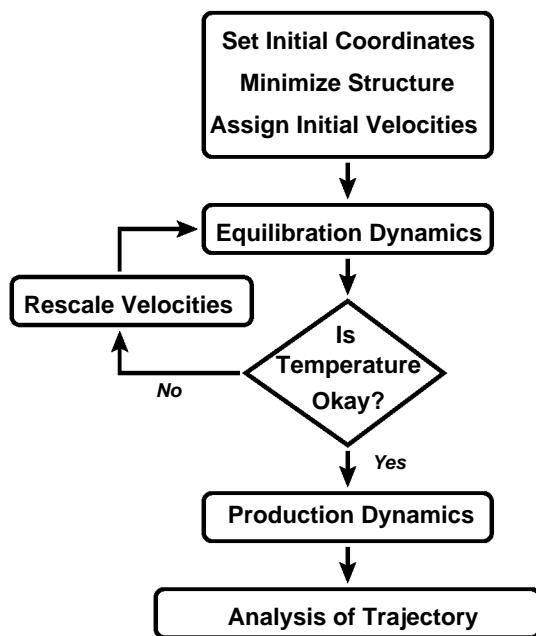 Set Initial Coordinates
Minimize Structure
Assign Initial Velocities
Equilibration Dynamics
Rescale Velocities
Is
Temperature
Okay?
No
Yes
Production Dynamics
Analysis of Trajectory